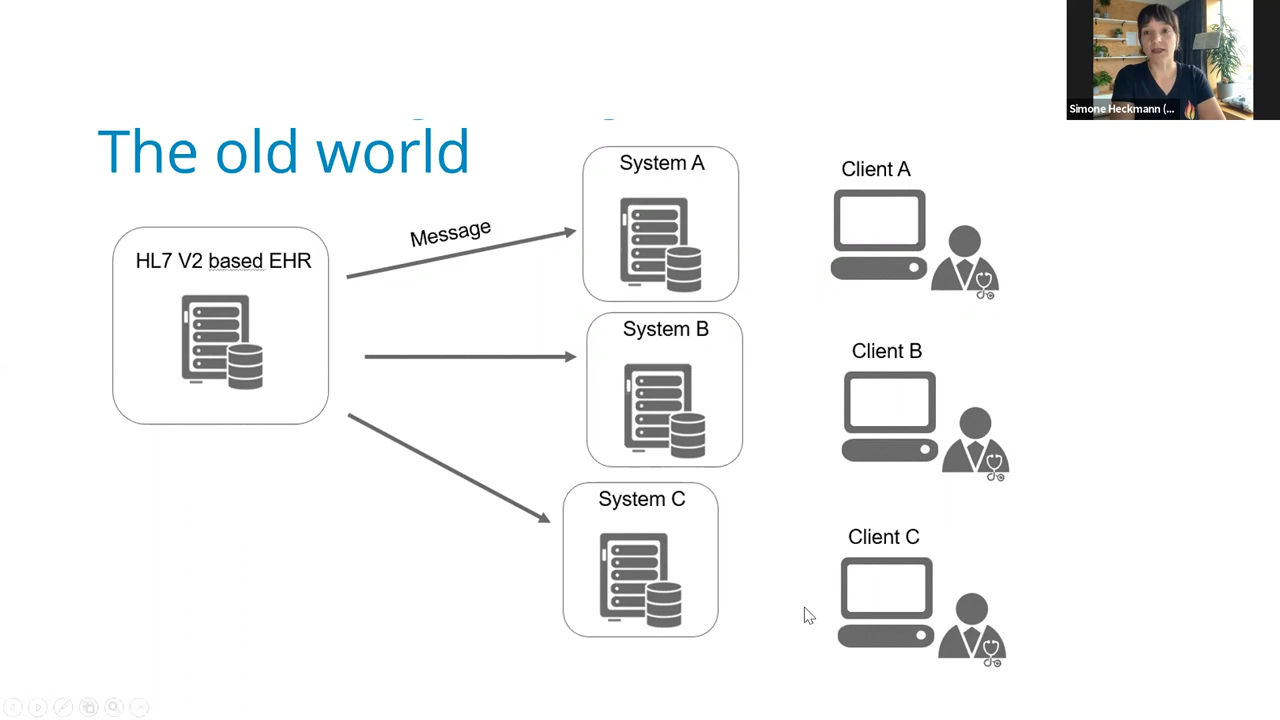 Simone Heckmann (...
The old world
System A
Client A
Message
HL7 V2 based EHR
System B
Client B
System C
Client C